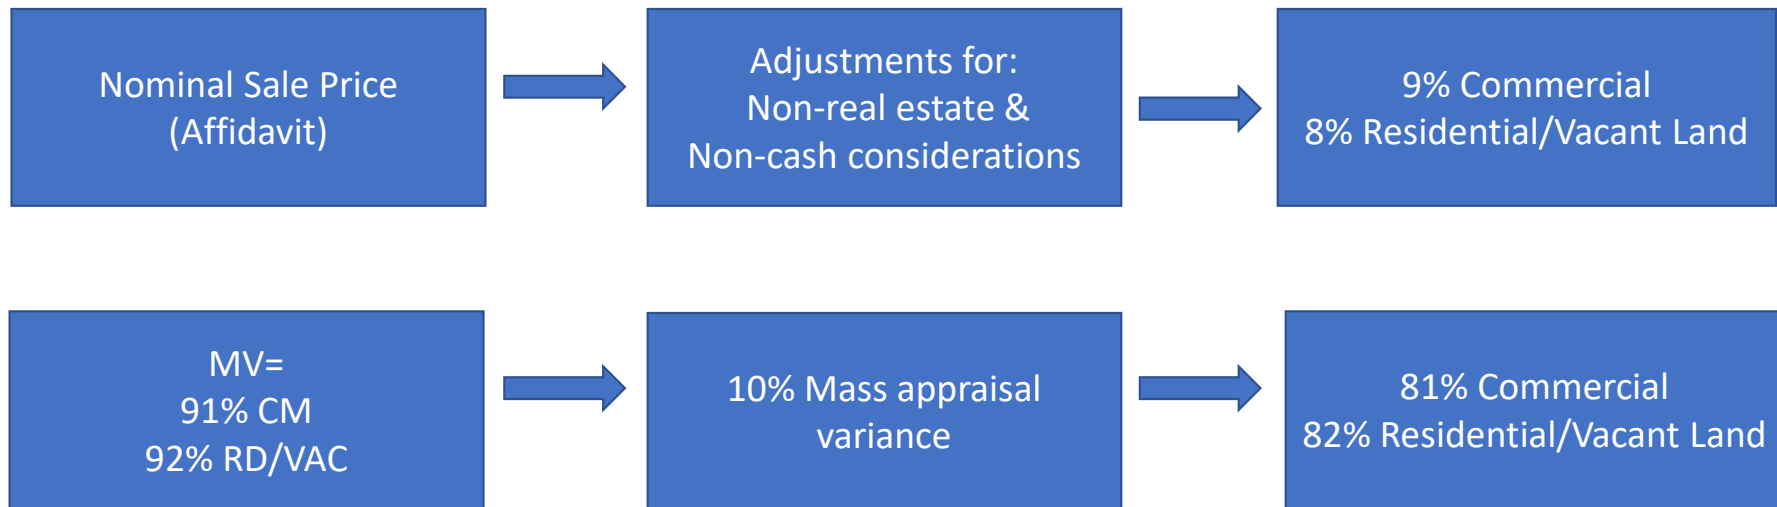 Nominal Sale Price
(Affidavit)
Adjustments for:
Non-real estate &
Non-cash considerations
9% Commercial
8% Residential/Vacant Land
MV=
91% CM
92% RD/VAC
10% Mass appraisal
variance
81% Commercial
82% Residential/Vacant Land